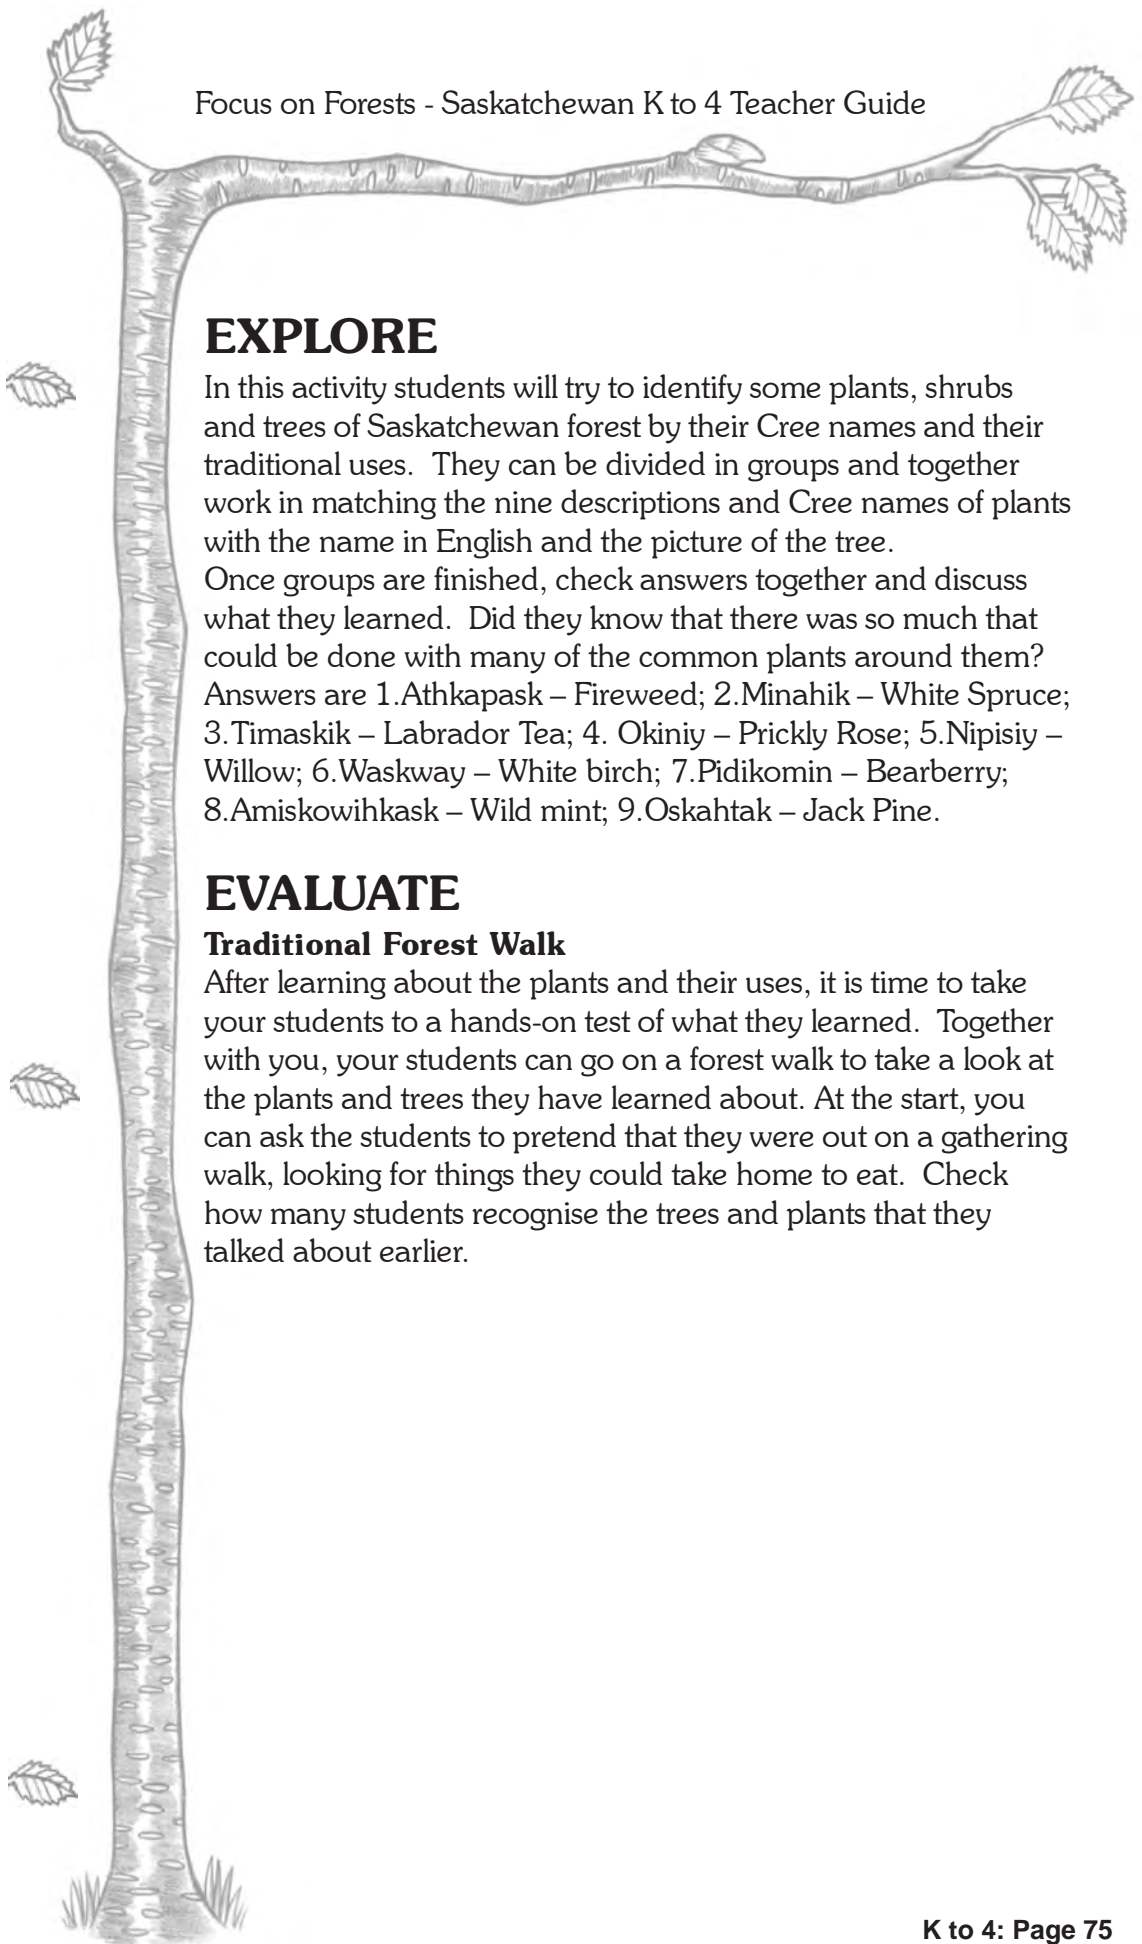 Focus on Forests - Saskatchewan K to 4 Teacher Guide
EXPLORE
In this activity students will try to identify some plants, shrubs
and trees of Saskatchewan forest by their Cree names and their
traditional uses.  They can be divided in groups and together
work in matching the nine descriptions and Cree names of plants
with the name in English and the picture of the tree.
Once groups are finished, check answers together and discuss
what they learned.  Did they know that there was so much that
could be done with many of the common plants around them?
Answers are 1.Athkapask – Fireweed; 2.Minahik – White Spruce;
3.Timaskik – Labrador Tea; 4. Okiniy – Prickly Rose; 5.Nipisiy –
Willow; 6.Waskway – White birch; 7.Pidikomin – Bearberry;
8.Amiskowihkask – Wild mint; 9.Oskahtak – Jack Pine.
EVALUATE
Traditional Forest Walk
After learning about the plants and their uses, it is time to take
your students to a hands-on test of what they learned.  Together
with you, your students can go on a forest walk to take a look at
the plants and trees they have learned about. At the start, you
can ask the students to pretend that they were out on a gathering
walk, looking for things they could take home to eat.  Check
how many students recognise the trees and plants that they
talked about earlier.
K to 4: Page 75